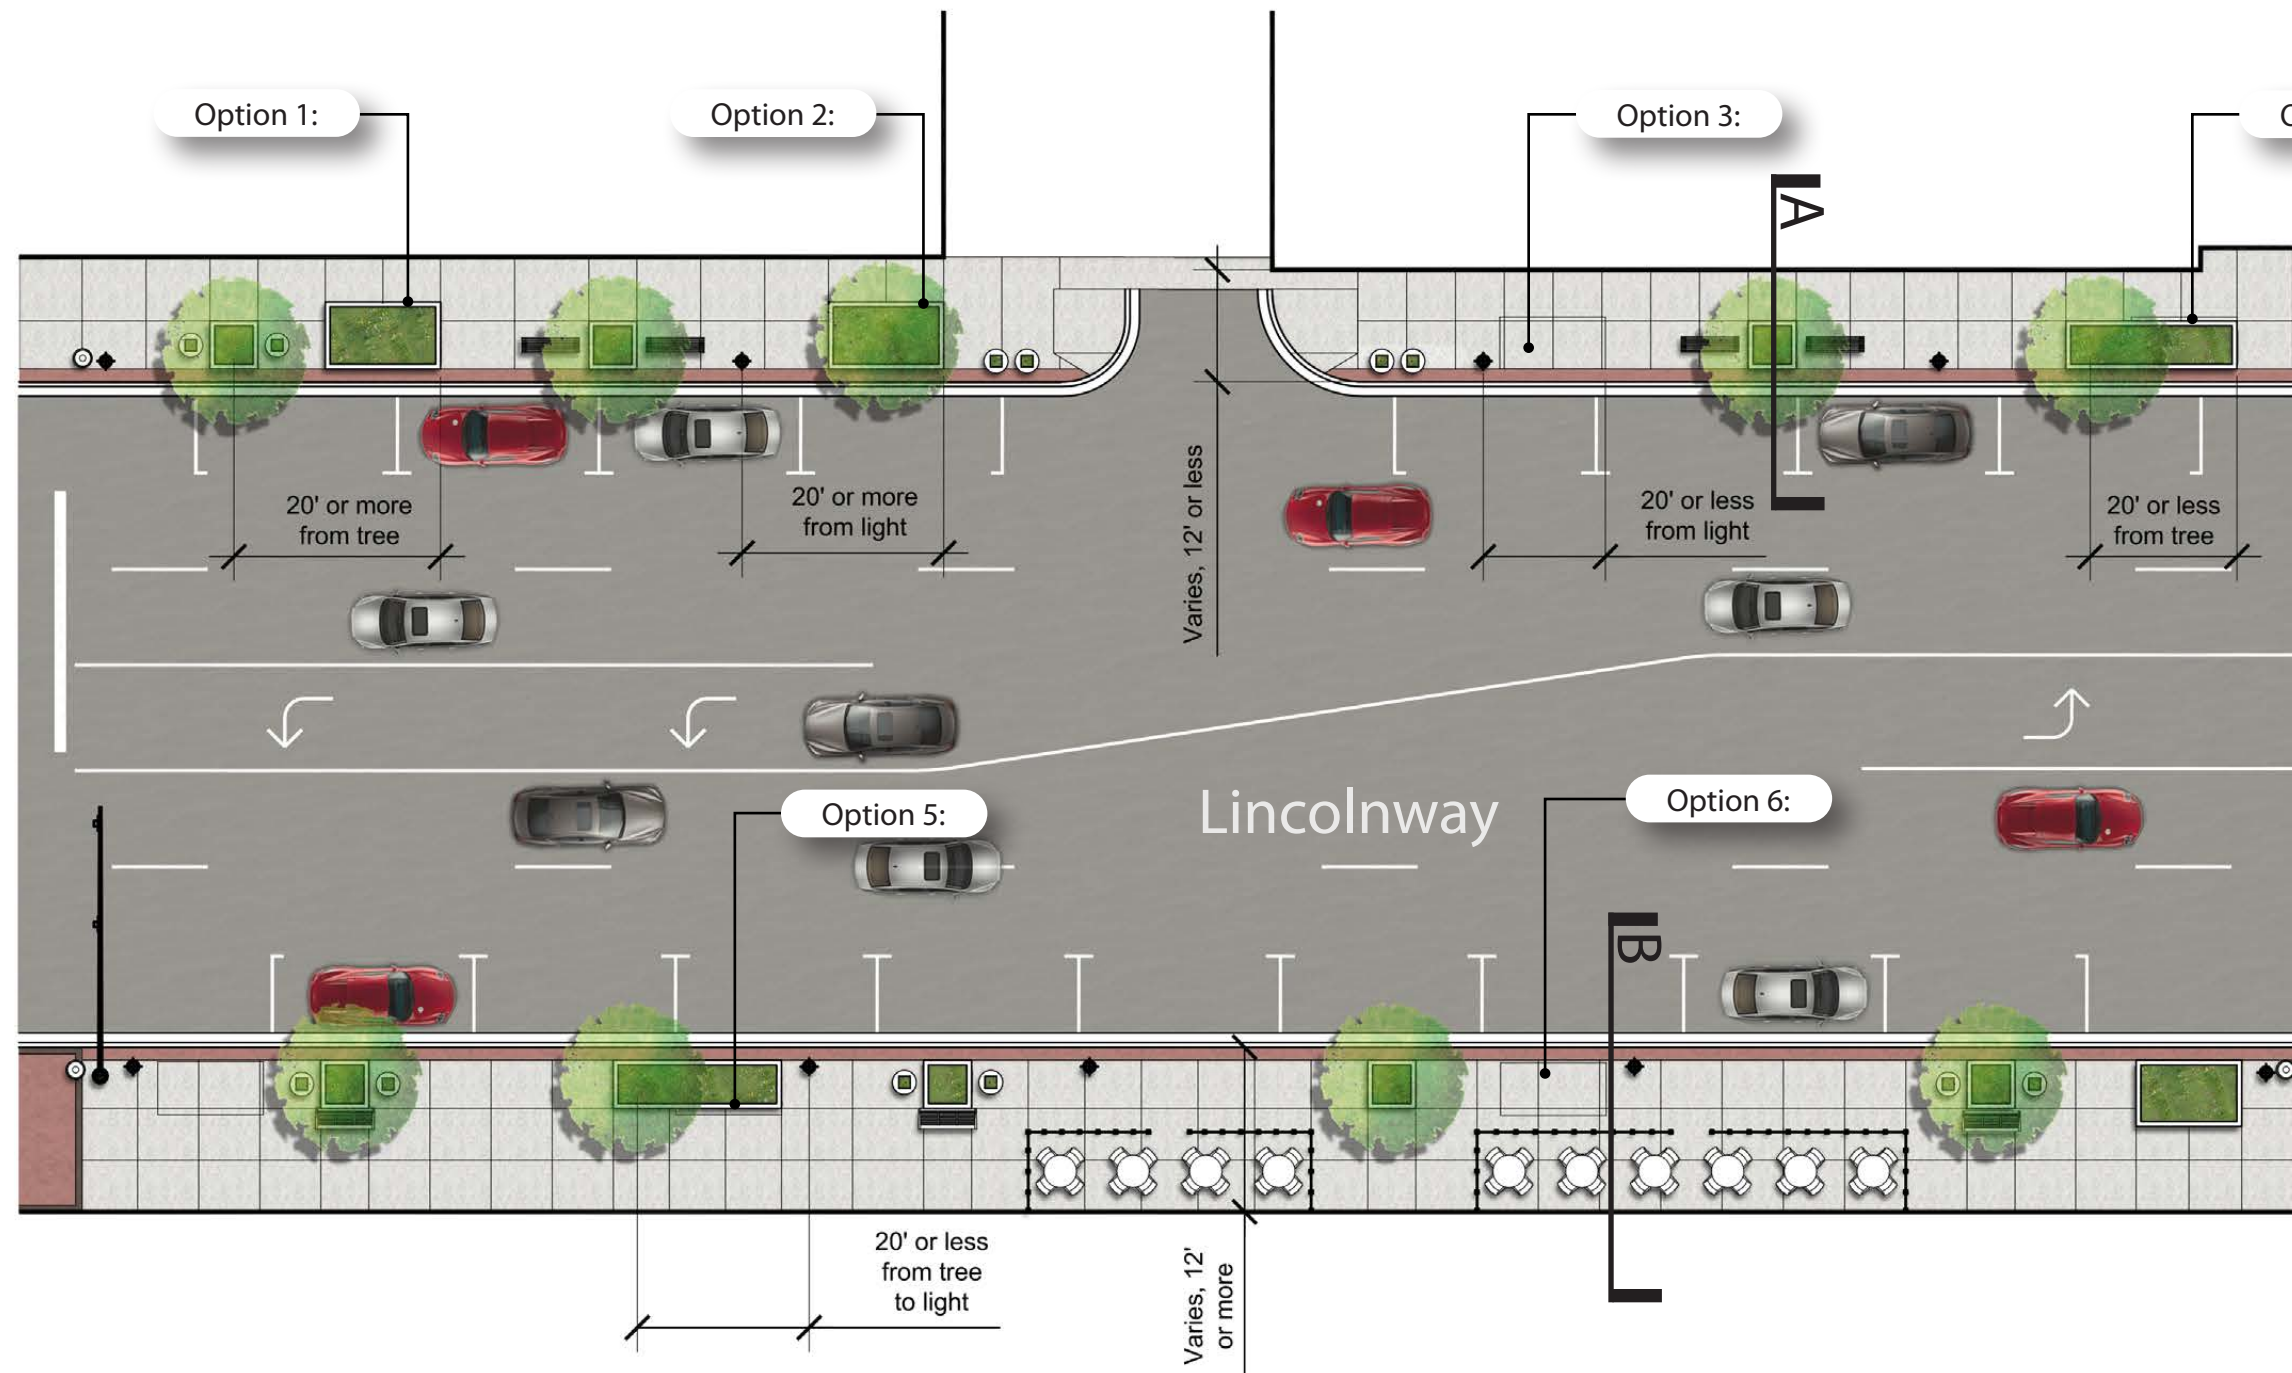 Option 1:
Option 2:
Option 3:
A
20' or more
from tree
20' or more
from light
Varies, 12' or less
20' or less
from light
20' or less
from tree
Option 5:
Lincolnway
Option 6:
B
20' or less
from tree
to light
Varies, 12'
or more